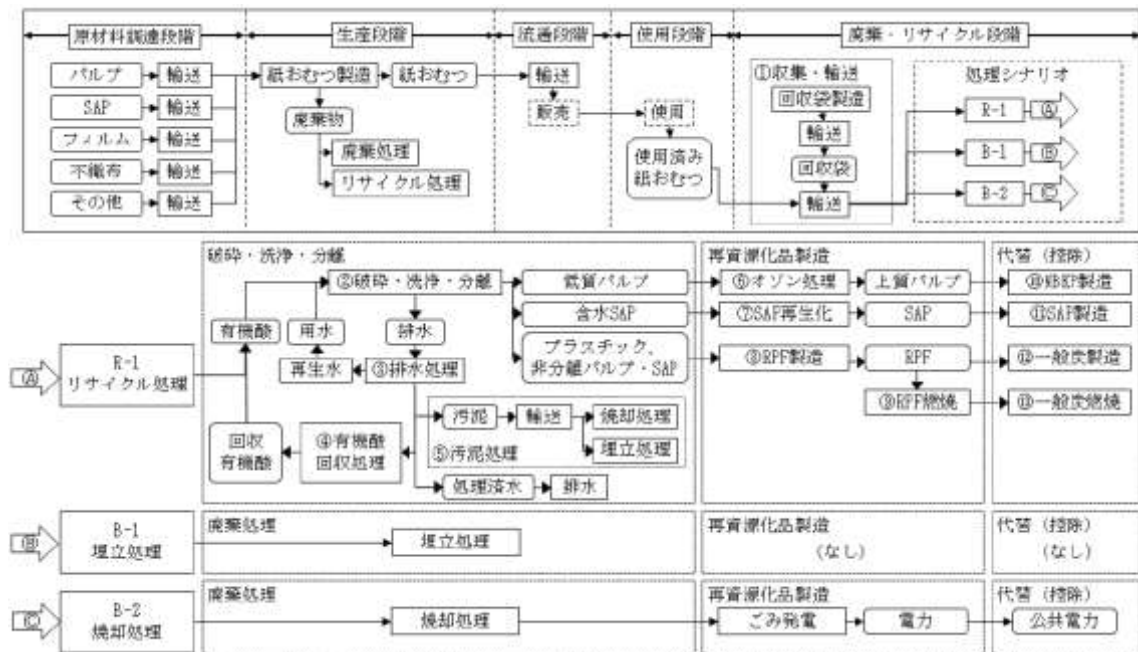 原材料調達段階
生産段階
流通段階
使用段階
廃棄・リサイクル段階
パルプ
輸送
SAP
輸送
フィルム
輸送
不織布
輸送
その他
輸送
紙おむつ製造
紙おむつ
廃棄物
廃棄処理
リサイクル処理
輸送
販売
使用
使用済み
紙おむつ
①収集・輸送
回収袋製造
輸送
回収袋
輸送
処理シナリオ
R-1
Ⓐ
B-1
Ⓑ
B-2
Ⓒ
Ⓐ
R-1
リサイクル処理
破砕・洗浄・分離
②破砕・洗浄・分離
有機酸
用水
排水
再生水
③排水処理
回収
有機酸
④有機酸
回収処理
汚泥
輸送
焼却処理
埋立処理
⑤汚泥処理
処理済水
排水
低質パルプ
含水SAP
プラスチック、
非分離パルプ・SAP
再資源化品製造
⑥オゾン処理
上質パルプ
⑦SAP再生化
SAP
⑧RPF製造
RPF
⑨RPF燃焼
代替（控除）
⑩NBKP製造
⑪SAP製造
⑫一般炭製造
⑬一般炭燃焼
Ⓑ
B-1
埋立処理
廃棄処理
埋立処理
再資源化品製造
（なし）
代替（控除）
（なし）
Ⓒ
B-2
焼却処理
廃棄処理
焼却処理
再資源化品製造
ごみ発電
電力
代替（控除）
公共電力